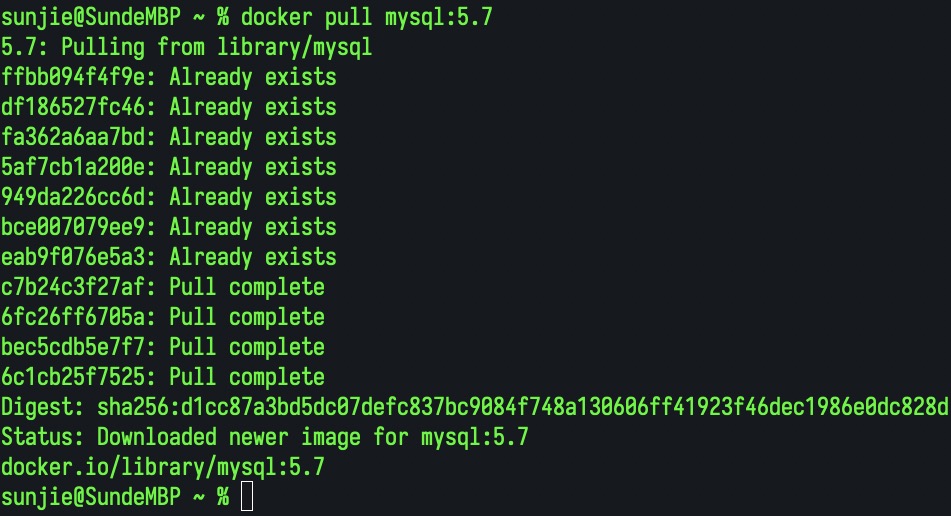 sunjie@SundeMBP ~ % docker pull mysql:5.7
5.7: Pulling from library/mysql
ffbb094f4f9e: Already exists
df186527fc46: Already exists
fa362a6aa7bd: Already exists
5af7cb1a200e: Already exists
949da226cc6d: Already exists
bce007079ee9: Already exists
eab9f076e5a3: Already exists
c7b24c3f27af: Pull complete
6fc26ff6705a: Pull complete
bec5cdb5e7f7: Pull complete
6c1cb25f7525: Pull complete
Digest: sha256:d1cc87a3bd5dc07defc837bc9084f748a130606ff41923f46dec1986e0dc828d
Status: Downloaded newer image for mysql:5.7
docker.io/library/mysql:5.7
sunjie@SundeMBP ~ %